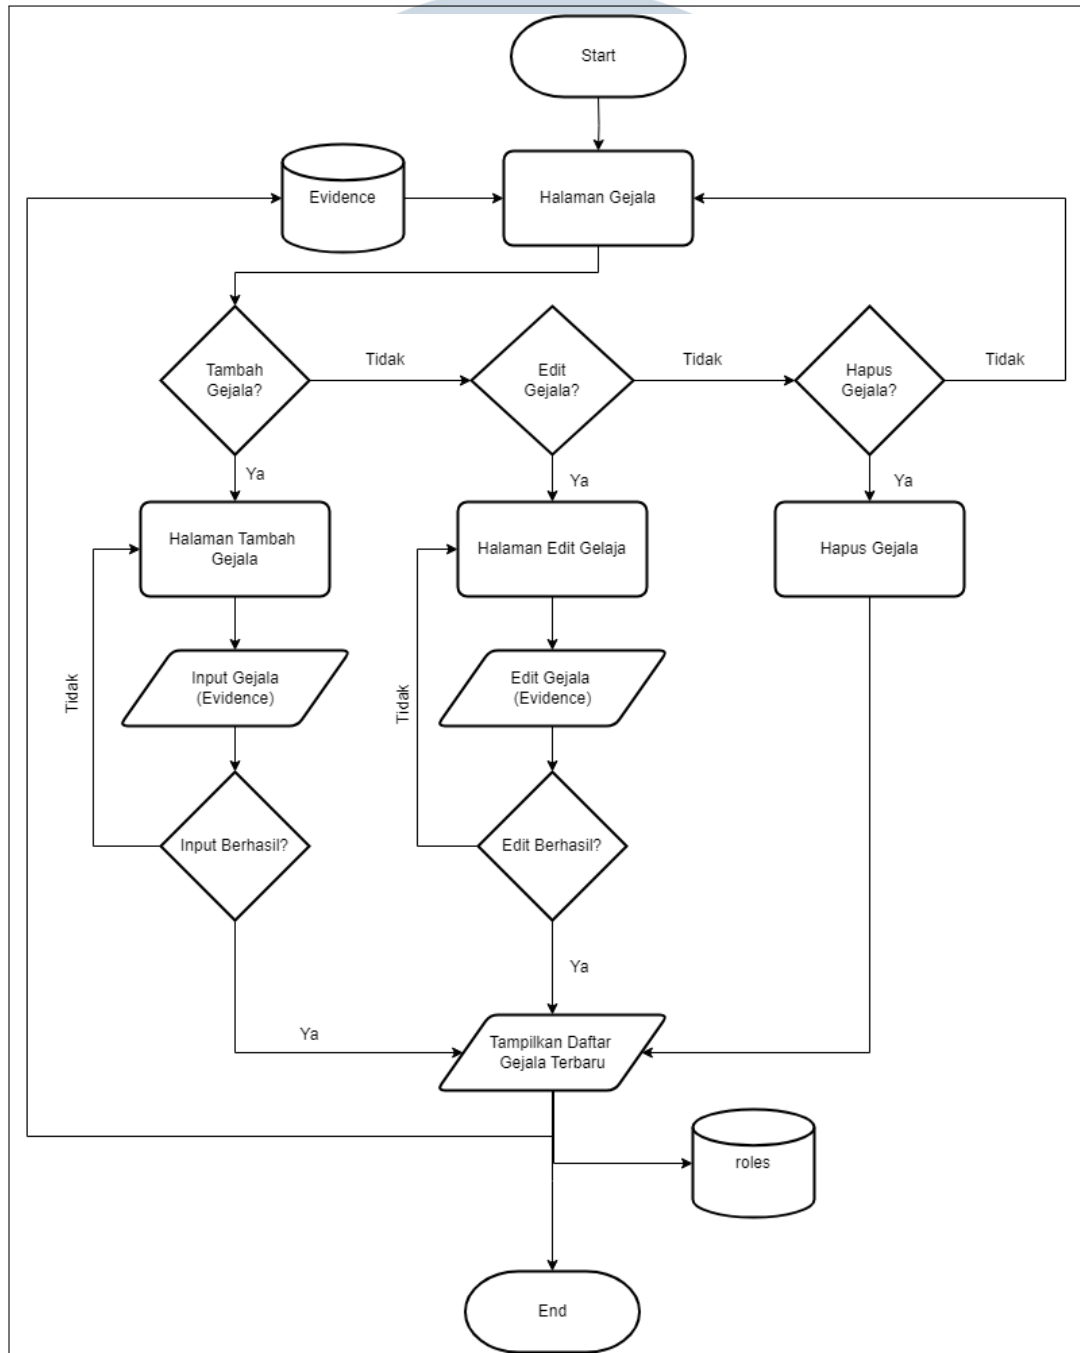 Start
Evidence
Halaman Gejala
Tambah
Gejala?
Tidak
Edit
Gejala?
Tidak
Hapus
Gejala?
Tidak
Ya
Ya
Ya
Halaman Tambah
Gejala
Halaman Edit Gelaja
Hapus Gejala
Tidak
Input Gejala
(Evidence)
Tidak
Edit Gejala
(Evidence)
Input Berhasil?
Edit Berhasil?
Ya
Ya
Tampilkan Daftar
Gejala Terbaru
roles
End